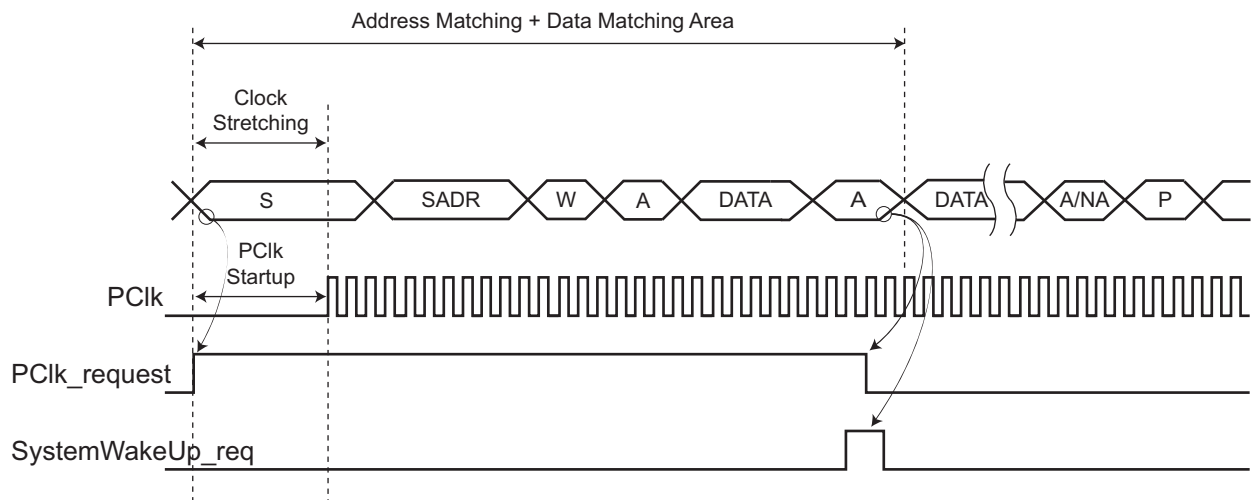 Address Matching + Data Matching Area
Clock
Stretching
S SADR W A DATA A DATA A/NA P
PClk
Startup
PClk
PClk_request
SystemWakeUp_req